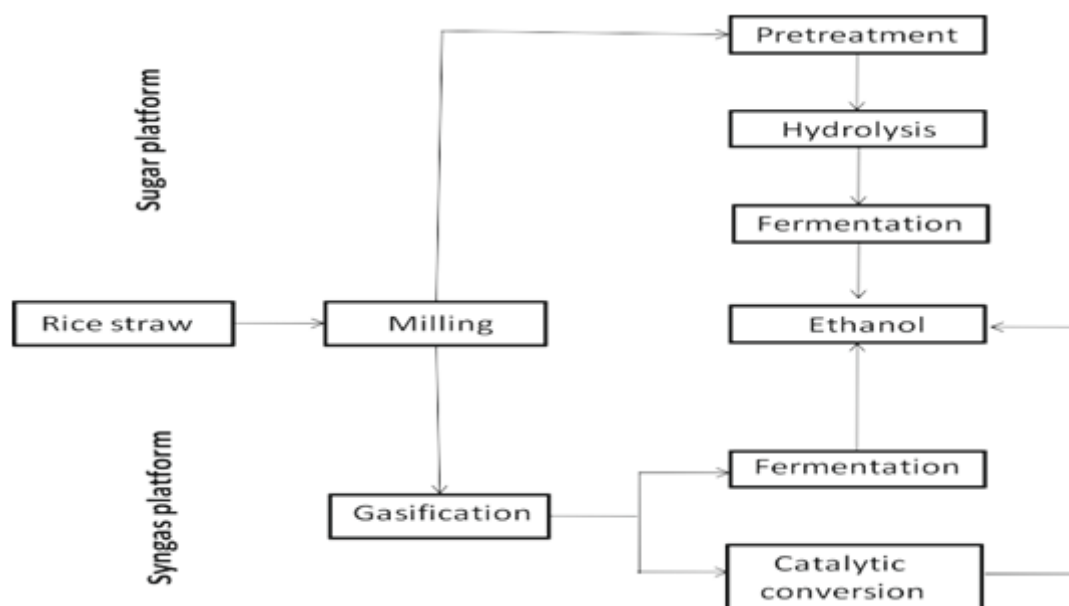 Pretreatment
Sugar platform
Hydrolysis
Fermentation
Rice straw
Milling
Ethanol
Syngas platform
Fermentation
Gasification
Catalytic
conversion